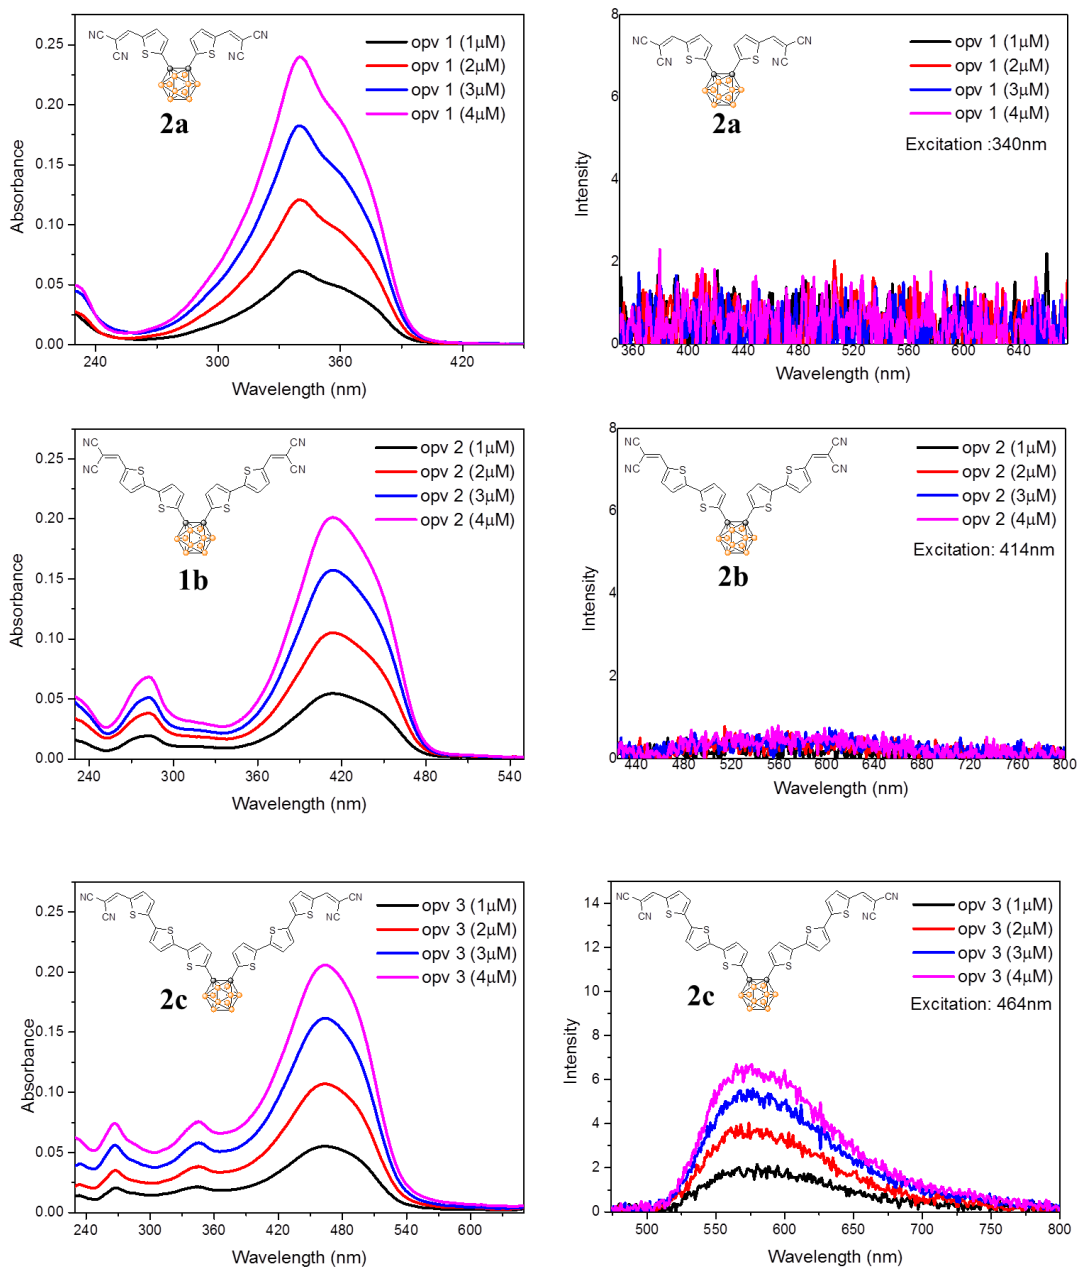 0.25
0.20
0.15
0.10
0.05
0.00
240
300
360
420
Absorbance
Wavelength (nm)
NC
CN
S
S
NC
CN
CN
CN
2a
opv 1 (1μM)
opv 1 (2μM)
opv 1 (3μM)
opv 1 (4μM)
8
6
4
2
0
360
400
440
480
520
560
600
640
Intensity
Wavelength (nm)
NC
CN
S
S
CN
CN
2a
opv 1 (1μM)
opv 1 (2μM)
opv 1 (3μM)
opv 1 (4μM)
Excitation :340nm
0.25
0.20
0.15
0.10
0.05
0.00
240
300
360
420
480
540
Absorbance
Wavelength (nm)
NC
NC
S
S
S
S
CN
CN
1b
opv 2 (1μM)
opv 2 (2μM)
opv 2 (3μM)
opv 2 (4μM)
8
6
4
2
0
440
480
520
560
600
640
680
720
760
800
Intensity
Wavelength (nm)
NC
NC
S
S
S
S
CN
CN
2b
opv 2 (1μM)
opv 2 (2μM)
opv 2 (3μM)
opv 2 (4μM)
Excitation: 414nm
0.25
0.20
0.15
0.10
0.05
0.00
240
300
360
420
480
540
600
Absorbance
Wavelength (nm)
NC
CN
S
S
S
S
S
S
NC
CN
2c
opv 3 (1μM)
opv 3 (2μM)
opv 3 (3μM)
opv 3 (4μM)
14
12
10
8
6
4
2
0
500
550
600
650
700
750
800
Intensity
Wavelength (nm)
NC
CN
S
S
S
S
S
S
CN
CN
2c
opv 3 (1μM)
opv 3 (2μM)
opv 3 (3μM)
opv 3 (4μM)
Excitation: 464nm